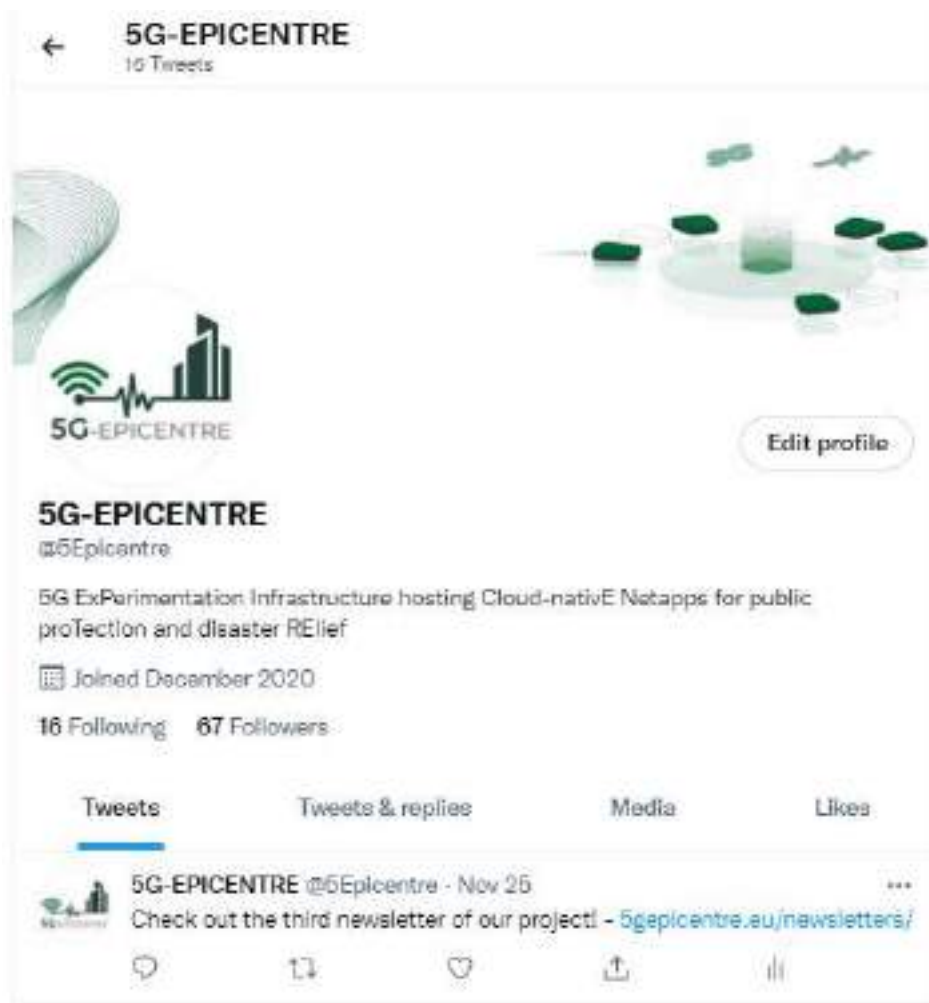 5G-EPICENTRE
16 Tweets
5G
5G-EPICENTRE
Edit profile
5G-EPICENTRE
@5Epicentre
5G ExPerimentation Infrastructure hosting Cloud-nativE Netapps for public
proTection and disaster RElief
Joined December 2020
16 Following 67 Followers
Tweets Tweets & replies Media Likes
5G-EPICENTRE @5Epicentre · Nov 25
Check out the third newsletter of our project! - 5gepicentre.eu/newsletters/